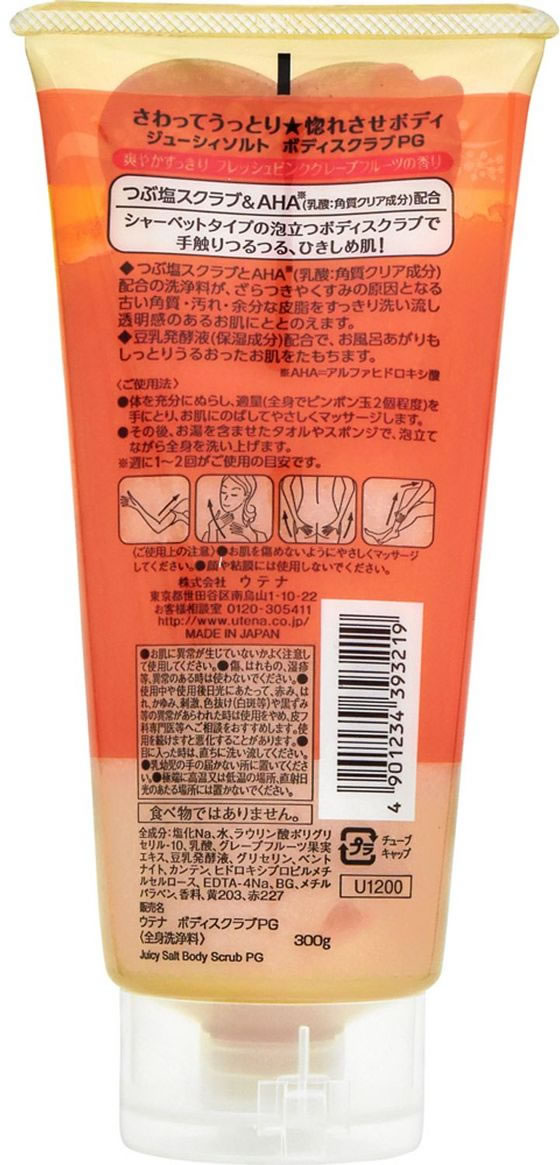 さわってうっとり★惚れさせボディ
ジューシィソルト ボディスクラブPG
爽やかすっきり フレッシュピンクグレープフルーツの香り
つぶ塩スクラブ&AHA※(乳酸:角質クリア成分)配合
シャーベットタイプの泡立つボディスクラブで
手触りつるつる、ひきしめ肌!
◆つぶ塩スクラブとAHA※(乳酸:角質クリア成分)
配合の洗浄料が、ざらつきやくすみの原因となる
古い角質・汚れ・余分な皮脂をすっきり洗い流し
透明感のあるお肌にととのえます。
◆豆乳発酵液(保湿成分)配合で、お風呂あがりも
しっとりうるおったお肌をたもちます。
※AHA=アルファヒドロキシ酸
〈ご使用法〉
●体を充分にぬらし、適量(全身でピンポン玉2個程度)を
手にとり、お肌にのばしてやさしくマッサージします。
●その後、お湯を含ませたタオルやスポンジで、泡立て
ながら全身を洗い上げます。
※週に1~2回がご使用の目安です。
〈ご使用上の注意〉●お肌を傷めないようにやさしくマッサージ
してください。●顔や粘膜には使用しないでください。
株式会社 ウテナ
東京都世田谷区南烏山1-10-22
お客様相談室 0120-305411
http://www.utena.co.jp/
MADE IN JAPAN
●お肌に異常が生じていないかよく注意し
て使用してください。●傷、はれもの、湿疹
等、異常のある時は使わないでください。●
使用中や使用後日光にあたって、赤み、は
れ、かゆみ、刺激、色抜け(白斑等)や黒ずみ
等の異常があらわれた時は使用をやめ、皮フ
科専門医等へご相談をおすすめします。使
用を続けますと悪化することがあります。●
目に入った時は、直ちに洗い流してください。
●乳幼児の手の届かない所に置いてくださ
い。●極端に高温又は低温の場所、直射日
光のあたる場所には置かないでください。
4 901234 393219
食べ物ではありません。
全成分:塩化Na、水、ラウリン酸ポリグリ
セリル-10、乳酸、グレープフルーツ果実
エキス、豆乳発酵液、グリセリン、ベント
ナイト、カンテン、ヒドロキシプロピルメチ
ルセルロース、EDTA-4Na、BG、メチル
パラベン、香料、黄203、赤227
プラ
チューブ
キャップ
U1200
販売名
ウテナ ボディスクラブPG
〈全身洗浄料〉
300g
Juicy Salt Body Scrub PG